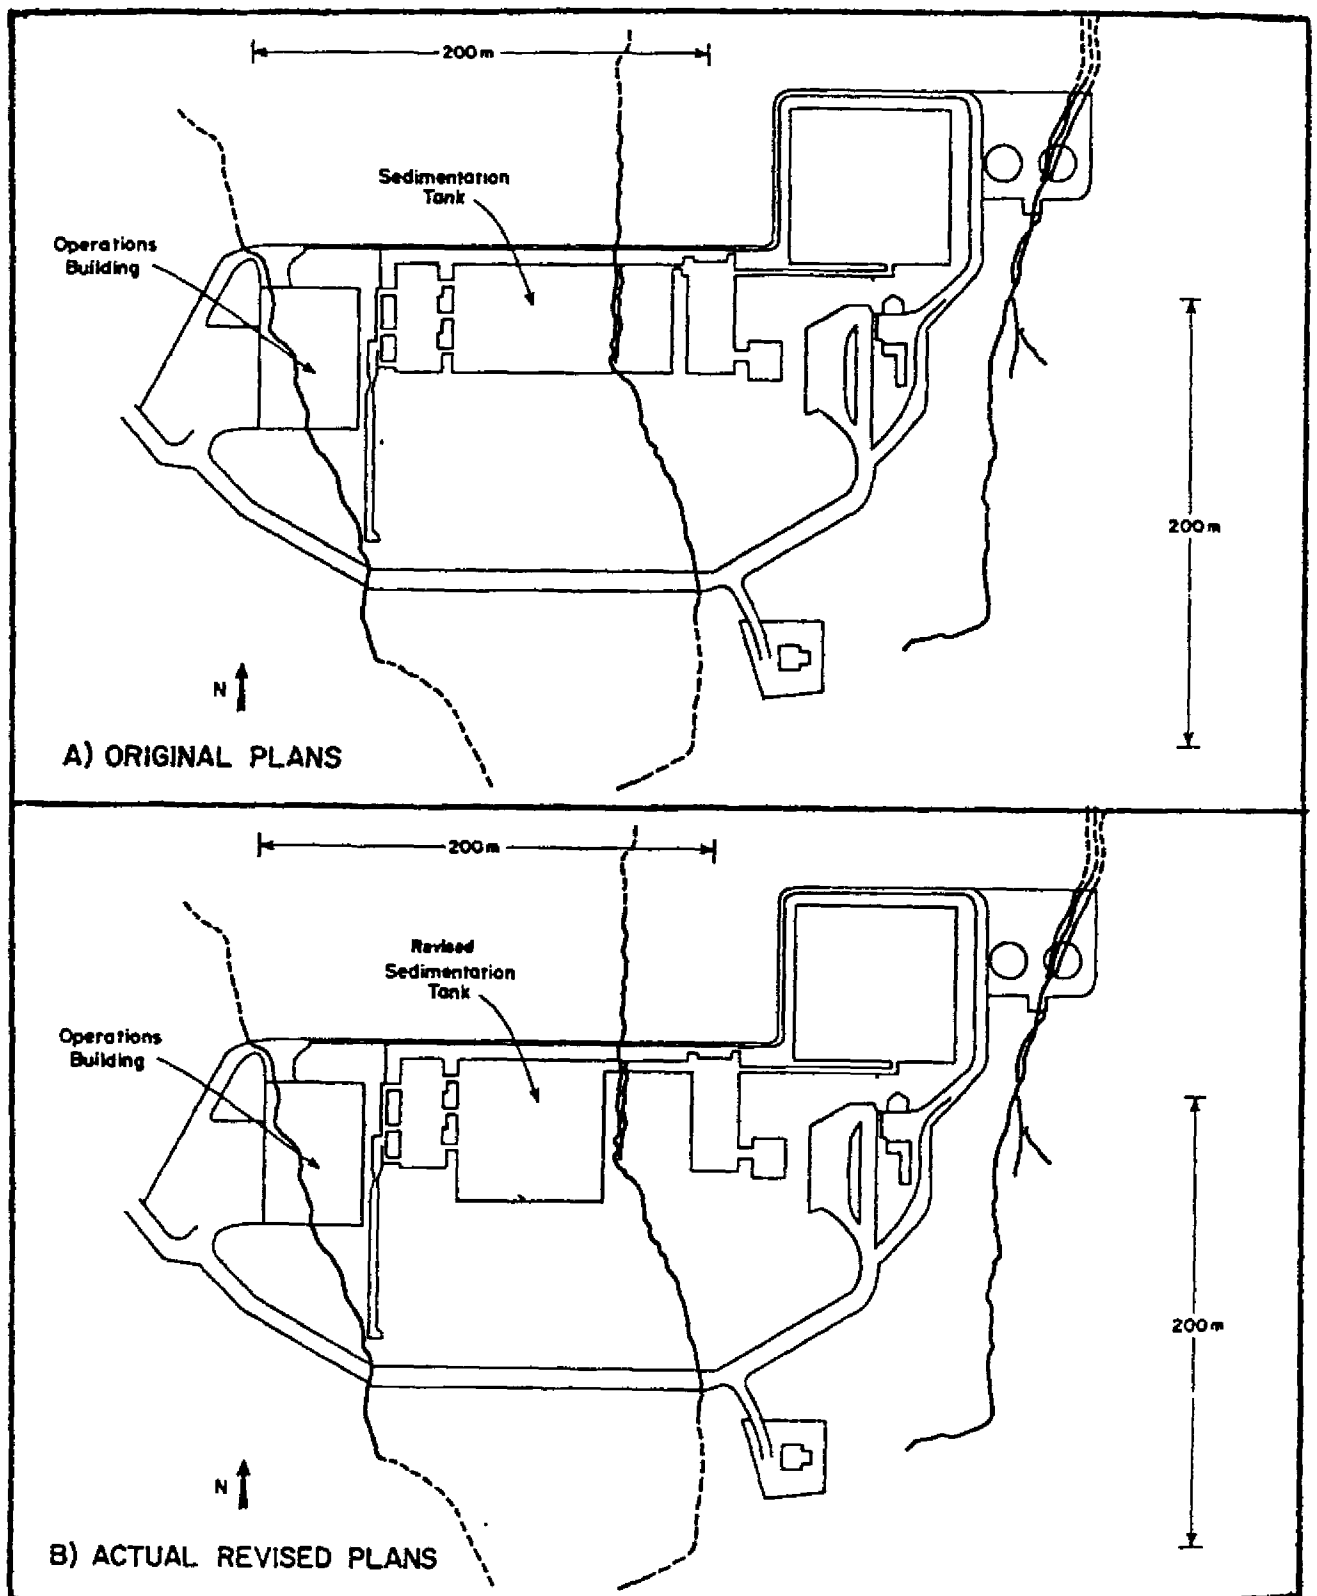 200m
Sedimentation
Tank
Operations
Building
200m
N
A) ORIGINAL PLANS
200m
Revised
Sedimentation
Tank
Operations
Building
200m
N
B) ACTUAL REVISED PLANS